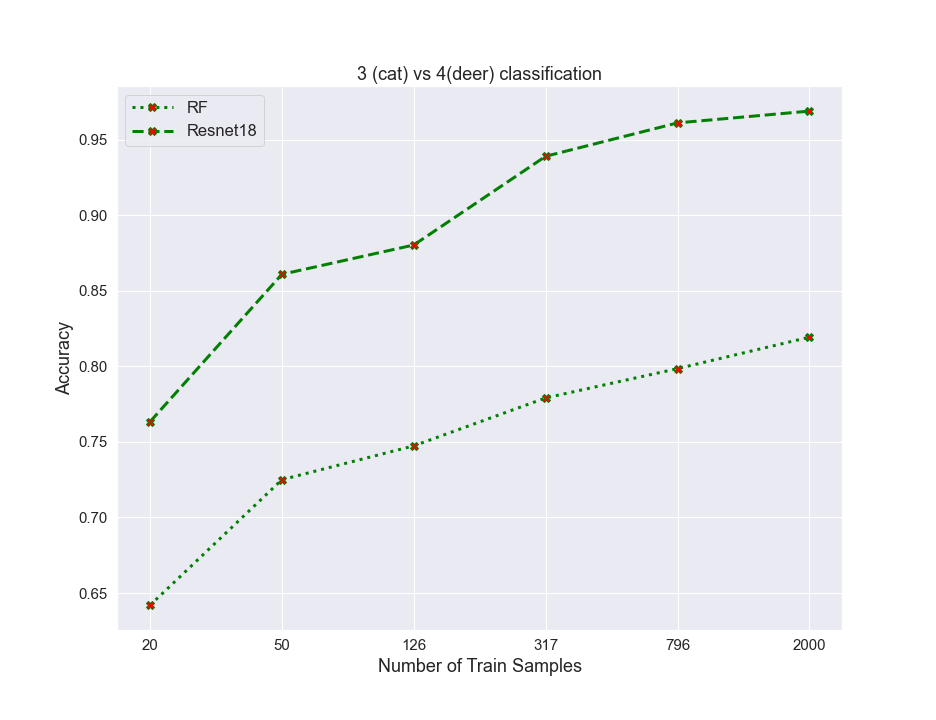 3 (cat) vs 4(deer) classification
RF
Resnet18
0.95
0.90
0.85
0.80
0.75
0.70
0.65
Accuracy
20 50 126 317 796 2000
Number of Train Samples